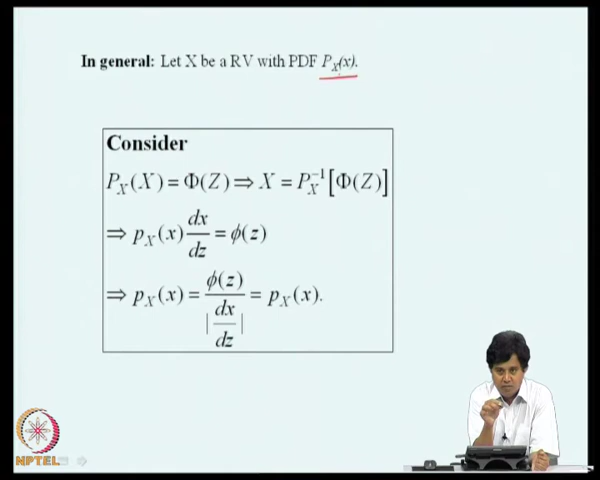 In general: Let X be a RV with PDF P_X(x).
Consider
P_X(X) = Φ(Z) ⇒ X = P_X^{-1}[Φ(Z)]
⇒ p_X(x) dx/dz = ϕ(z)
⇒ p_X(x) = ϕ(z) / |dx/dz| = p_X(x).
NPTEL